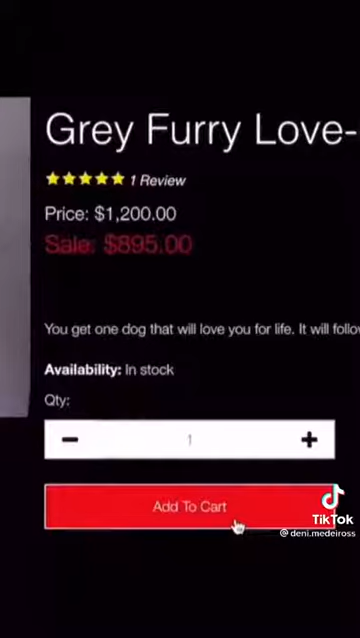 Grey Furry Love-
1 Review
Price: $1,200.00
Sale: $895.00
You get one dog that will love you for life. It will follo
Availability: In stock
Qty:
1
Add To Cart
TikTok
@deni.medeiross